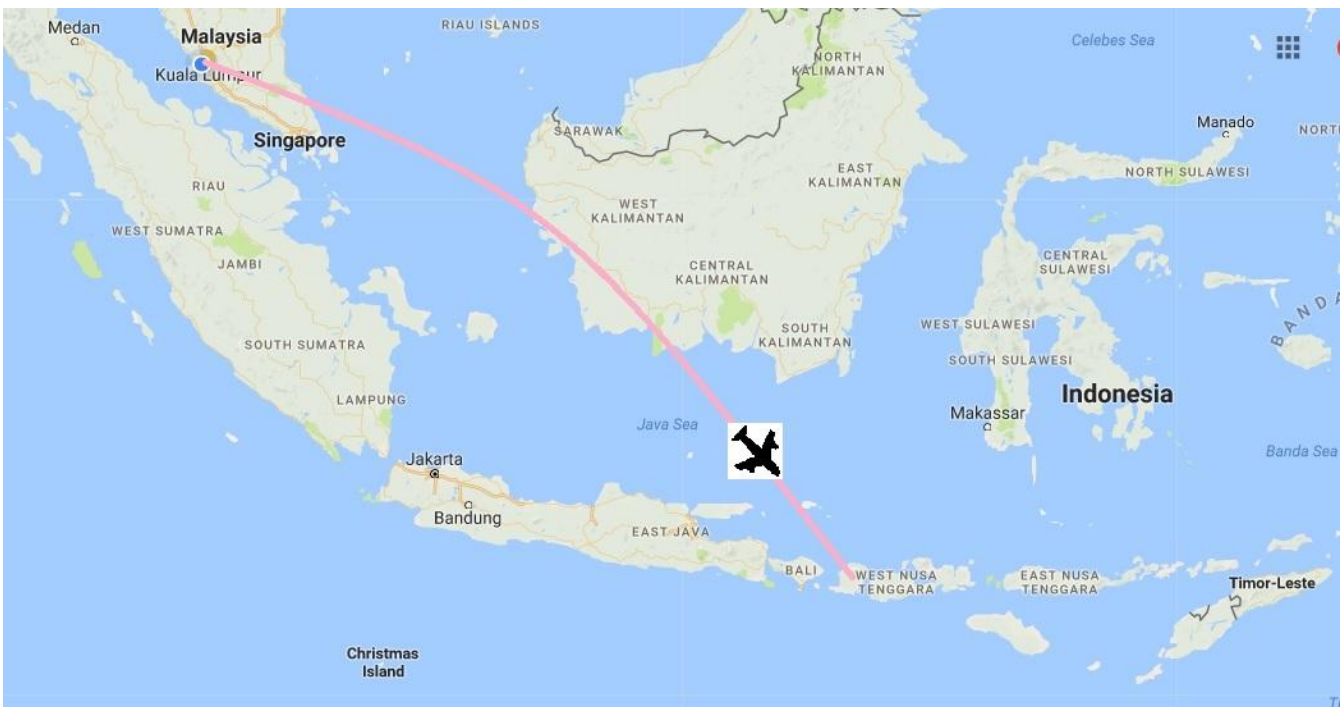 Medan
Malaysia
Kuala Lumpur
RIAU ISLANDS
Celebes Sea
NORTH
KALIMANTAN
Singapore
SARAWAK
Manado
NORT
NORTH SULAWESI
RIAU
EAST
KALIMANTAN
WEST
KALIMANTAN
WEST SUMATRA
JAMBI
CENTRAL
KALIMANTAN
CENTRAL
SULAWESI
BANDA
SOUTH SUMATRA
SOUTH
KALIMANTAN
WEST SULAWESI
SOUTH SULAWESI
LAMPUNG
Indonesia
Java Sea
Makassar
Jakarta
Banda Sea
Bandung
EAST JAVA
BALI
WEST NUSA
TENGGARA
EAST NUSA
TENGGARA
Timor-Leste
Christmas
Island